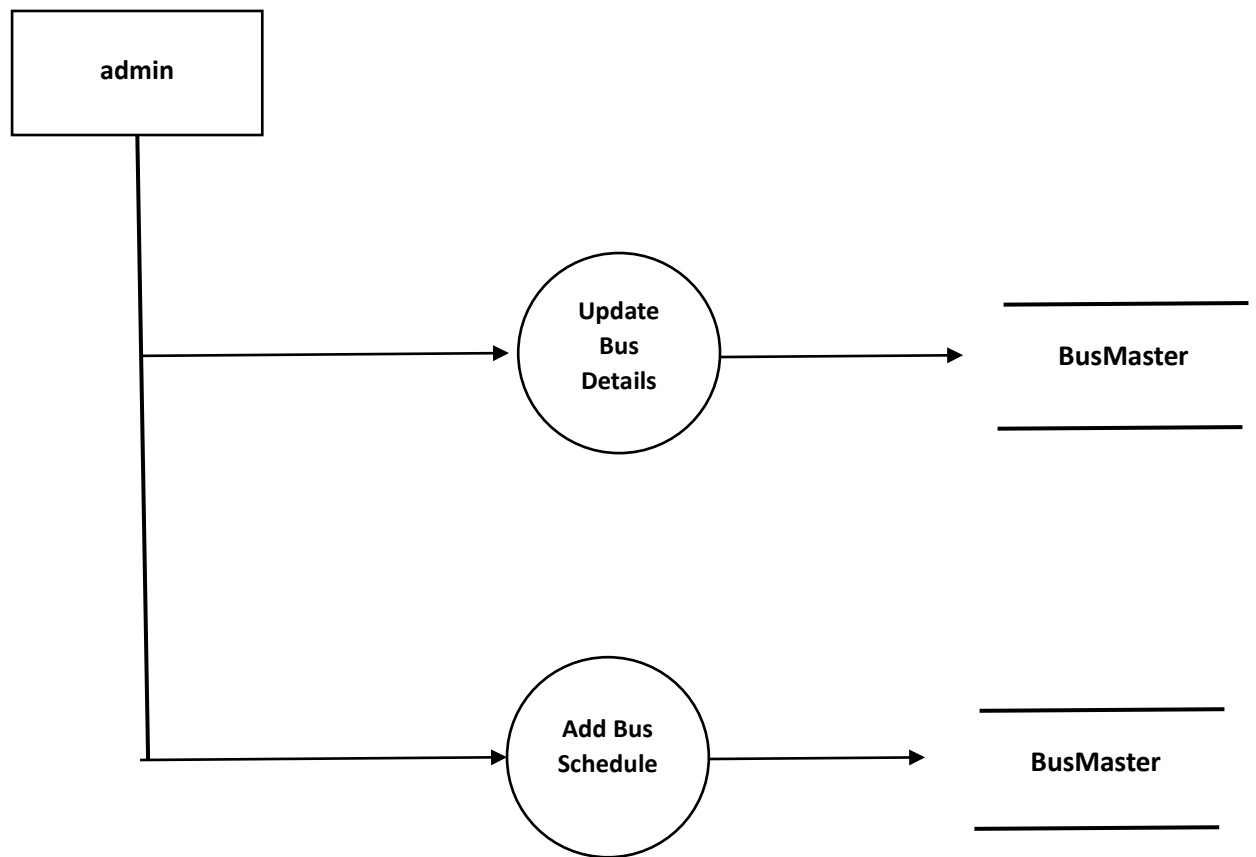 admin
Update
Bus
Details
BusMaster
Add Bus
Schedule
BusMaster